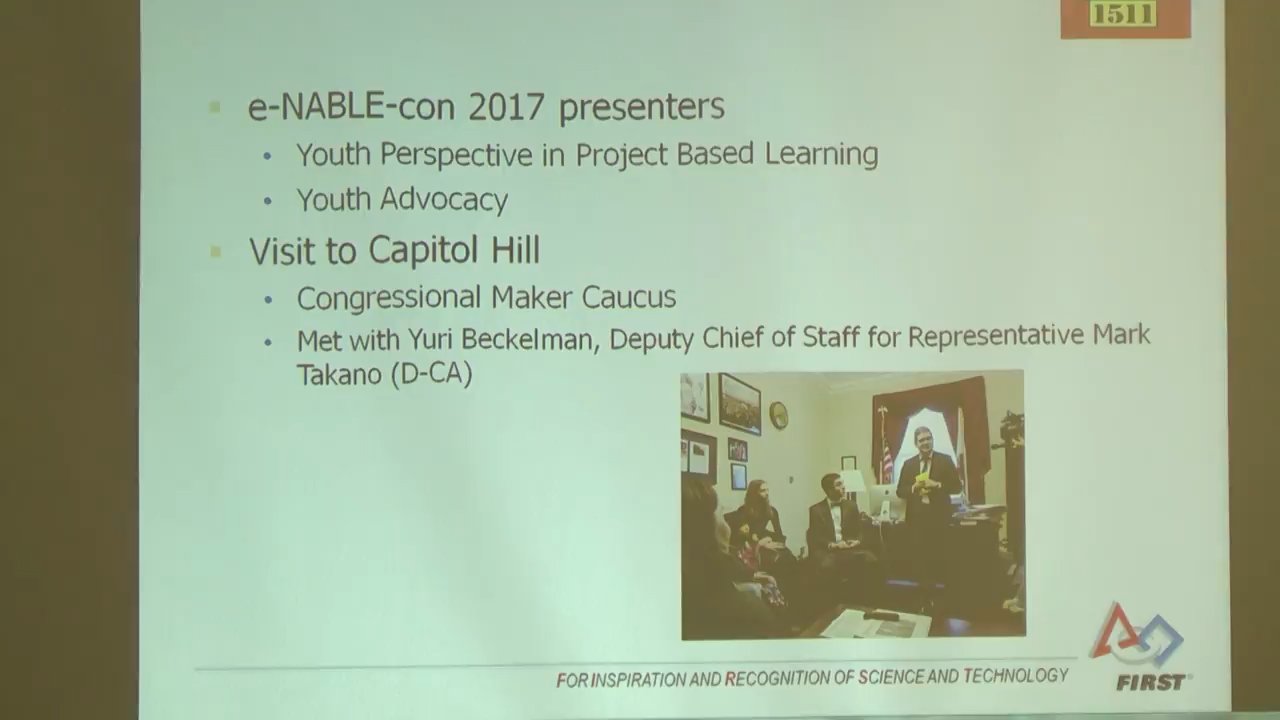 1511
e-NABLE-con 2017 presenters
Youth Perspective in Project Based Learning
Youth Advocacy
Visit to Capitol Hill
Congressional Maker Caucus
Met with Yuri Beckelman, Deputy Chief of Staff for Representative Mark
Takano (D-CA)
FOR INSPIRATION AND RECOGNITION OF SCIENCE AND TECHNOLOGY
FIRST